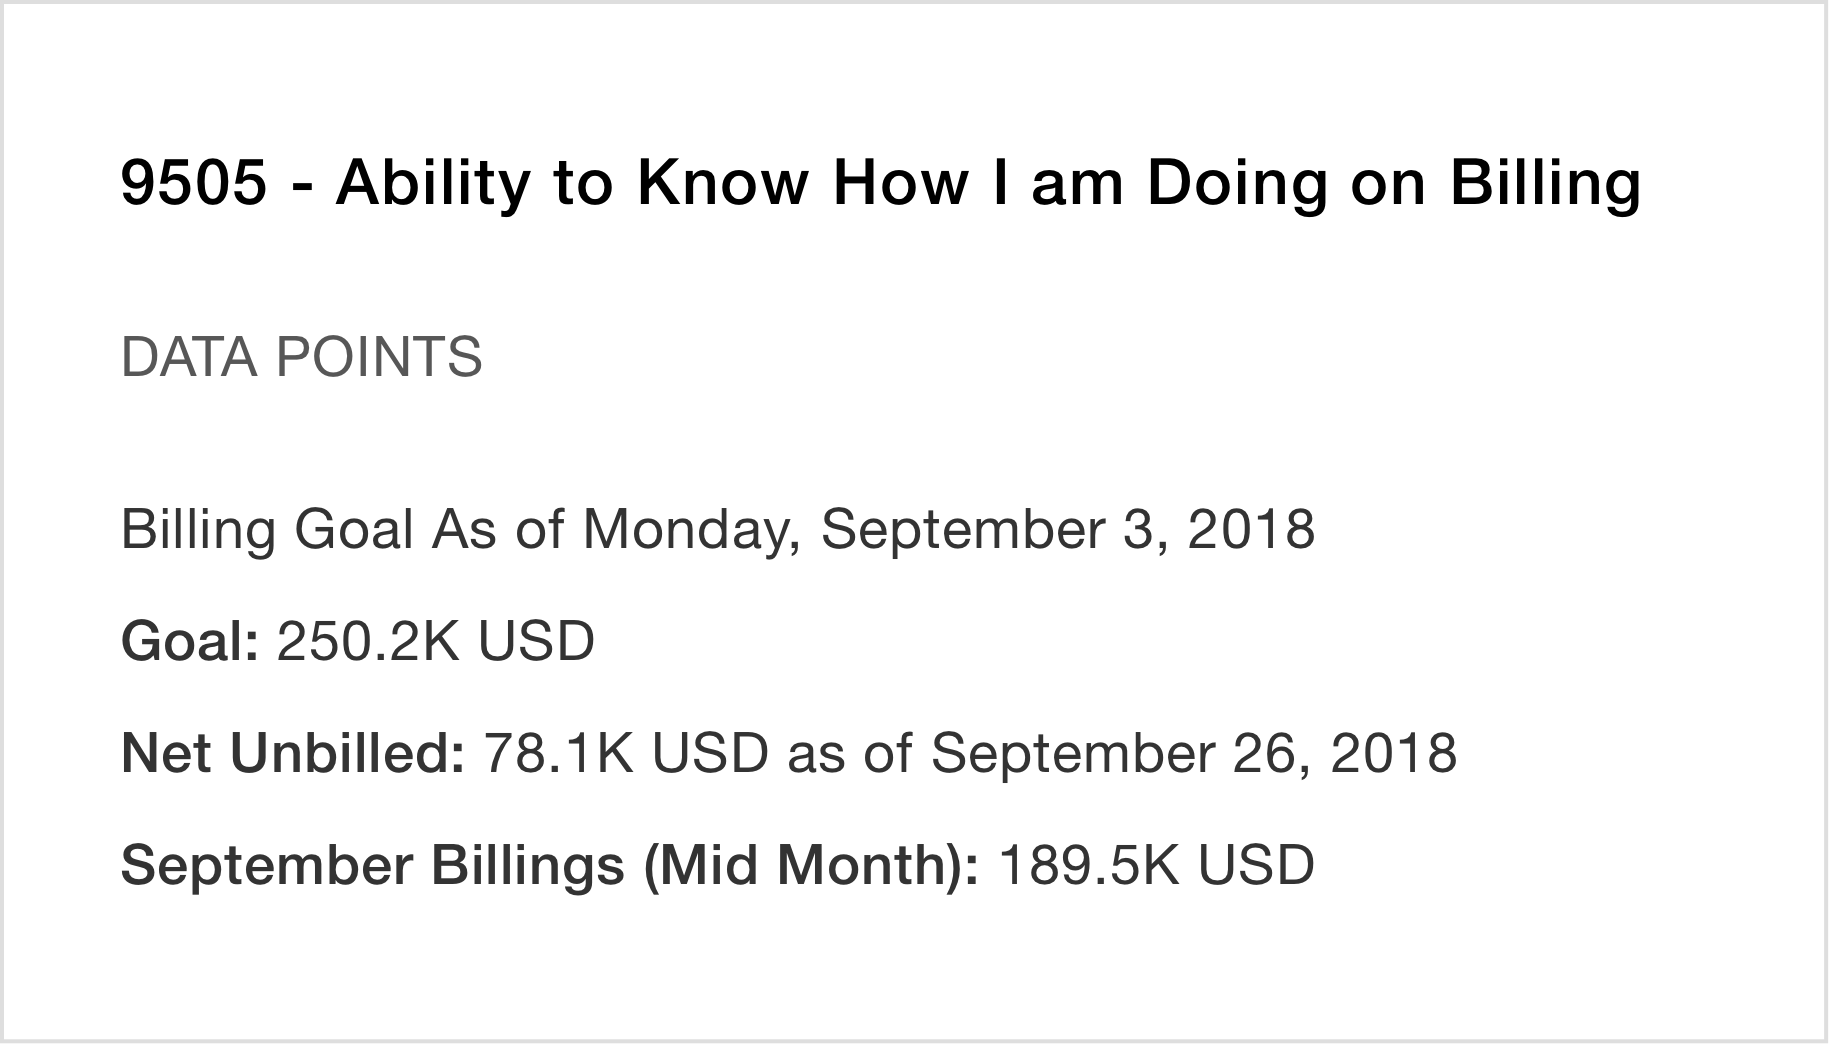 9505 - Ability to Know How I am Doing on Billing
DATA POINTS
Billing Goal As of Monday, September 3, 2018
Goal: 250.2K USD
Net Unbilled: 78.1K USD as of September 26, 2018
September Billings (Mid Month): 189.5K USD